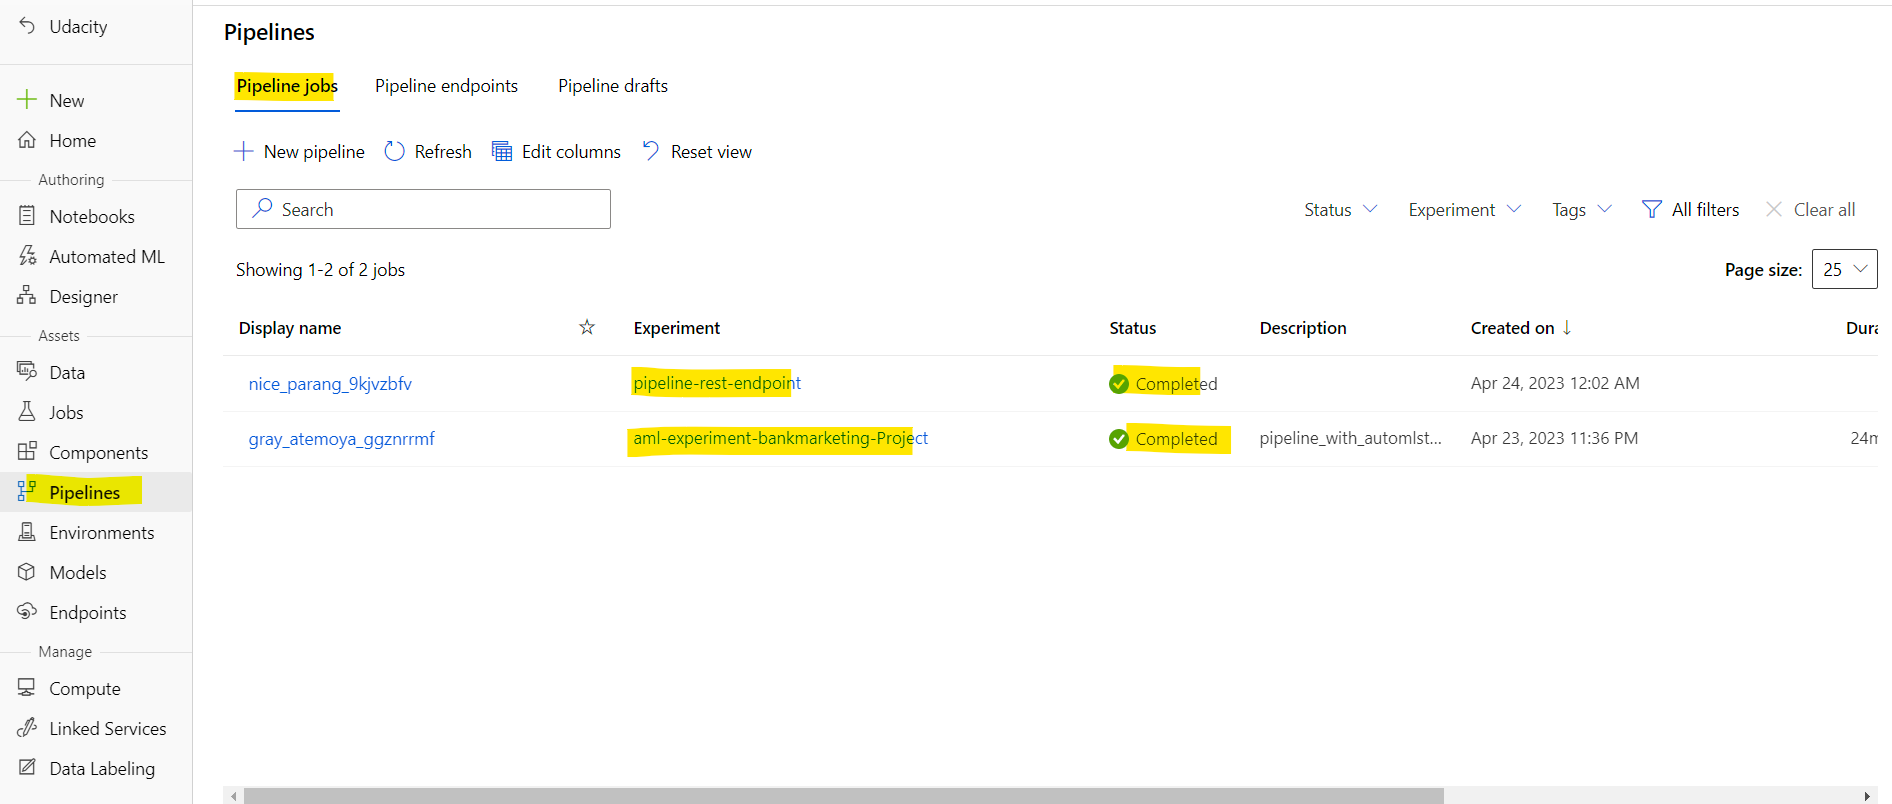 Udacity
New
Home
Authoring
Notebooks
Automated ML
Designer
Assets
Data
Jobs
Components
Pipelines
Environments
Models
Endpoints
Manage
Compute
Linked Services
Data Labeling
Pipelines
Pipeline jobs Pipeline endpoints Pipeline drafts
New pipeline Refresh Edit columns Reset view
Search Status Experiment Tags All filters Clear all
Showing 1-2 of 2 jobs Page size: 25
Display name Experiment Status Description Created on Dura
nice_parang_9kjvzbfv pipeline-rest-endpoint Completed Apr 24, 2023 12:02 AM
gray_atemoya_ggznrrmf aml-experiment-bankmarketing-Project Completed pipeline_with_automlst... Apr 23, 2023 11:36 PM 24m